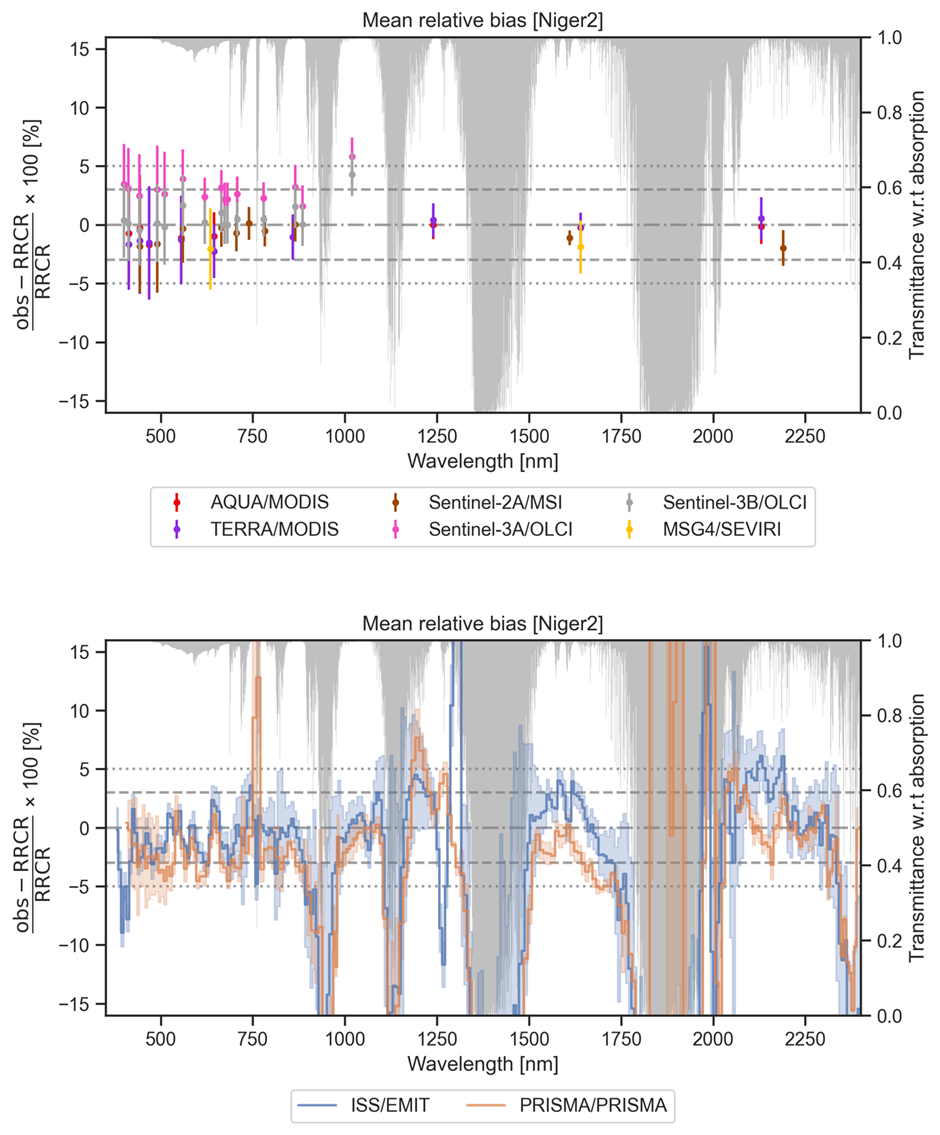 Mean relative bias [Niger2]
15
10
5
0
−5
−10
−15
obs − RRCR
RRCR
× 100 [%]
1.0
0.8
0.6
0.4
0.2
0.0
Transmittance w.r.t absorption
500 750 1000 1250 1500 1750 2000 2250
Wavelength [nm]
AQUA/MODIS Sentinel-2A/MSI Sentinel-3B/OLCI
TERRA/MODIS Sentinel-3A/OLCI MSG4/SEVIRI
Mean relative bias [Niger2]
15
10
5
0
−5
−10
−15
obs − RRCR
RRCR
× 100 [%]
1.0
0.8
0.6
0.4
0.2
0.0
Transmittance w.r.t absorption
500 750 1000 1250 1500 1750 2000 2250
Wavelength [nm]
ISS/EMIT PRISMA/PRISMA